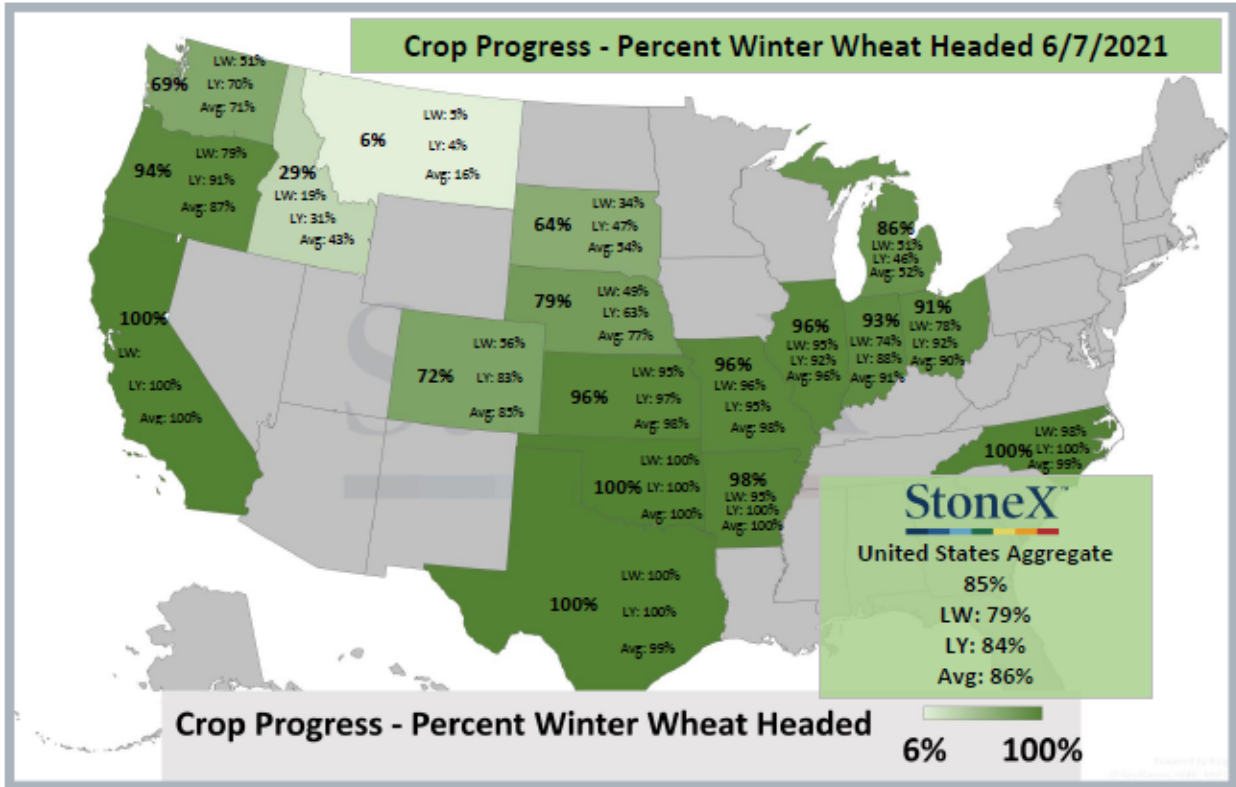 Crop Progress - Percent Winter Wheat Headed 6/7/2021
69%
LW: 51%
LY: 70%
Avg: 71%
6%
LW: 5%
LY: 4%
Avg: 16%
94%
LW: 79%
LY: 91%
Avg: 87%
29%
LW: 19%
LY: 31%
Avg: 43%
64%
LW: 34%
LY: 47%
Avg: 54%
86%
LW: 51%
LY: 46%
Avg: 52%
79%
LW: 49%
LY: 63%
Avg: 77%
100%
LW:
LY: 100%
Avg: 100%
72%
LW: 56%
LY: 83%
Avg: 85%
96%
LW: 95%
LY: 97%
Avg: 98%
96%
LW: 96%
LY: 95%
Avg: 98%
96%
LW: 95%
LY: 92%
Avg: 96%
93%
LW: 74%
LY: 88%
Avg: 91%
91%
LW: 78%
LY: 92%
Avg: 90%
100%
LW: 98%
LY: 100%
Avg: 99%
100%
LW: 100%
LY: 100%
Avg: 100%
98%
LW: 95%
LY: 100%
Avg: 100%
100%
LW: 100%
LY: 100%
Avg: 99%
StoneX™
United States Aggregate
85%
LW: 79%
LY: 84%
Avg: 86%
Crop Progress - Percent Winter Wheat Headed
6% 100%